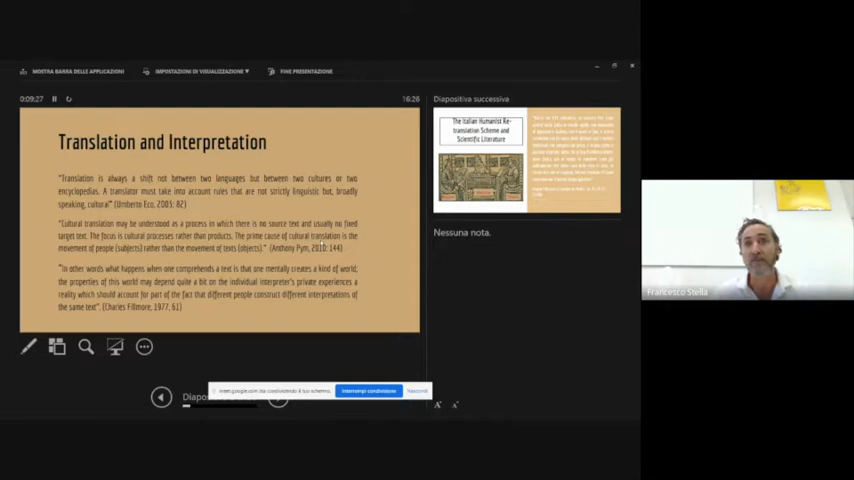 MOSTRA BARRA DELLE APPLICAZIONI
IMPOSTAZIONI DI VISUALIZZAZIONE
FINE PRESENTAZIONE
0:09:27
16:26
Translation and Interpretation
"Translation is always a shift not between two languages but between two cultures or two
encyclopedias. A translator must take into account rules that are not strictly linguistic but, broadly
speaking, cultural" (Umberto Eco, 2003: 82)
"Cultural translation may be understood as a process in which there is no source text and usually no fixed
target text. The focus is cultural processes rather than products. The prime cause of cultural translation is the
movement of people (subjects) rather than the movement of texts (objects)." (Anthony Pym, 2010: 144)
"In other words what happens when one comprehends a text is that one mentally creates a kind of world;
the properties of this world may depend quite a bit on the individual interpreter's private experiences a
reality which should account for part of the fact that different people construct different interpretations of
the same text". (Charles Fillmore, 1977, 61)
Diapositiva successiva
The Italian Humanist Re-
translation Scheme and
Scientific Literature
Nessuna nota.
Diapos
meet.google.com sta condividendo il tuo schermo.
Interrompi condivisione
Nascondi
Francesco Stella